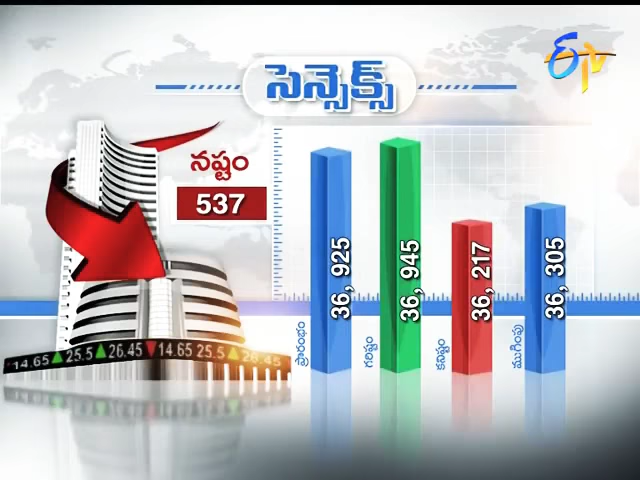 సెన్సెక్స్
ETV
నష్టం
537
36, 925
36, 945
36, 217
36, 305
ప్రారంభం
గరిష్టం
కనిష్టం
ముగింపు
14.65 ▲ 25.5 ▲ 26.45 ▼ 14.65 25.5 ▲ 26.45